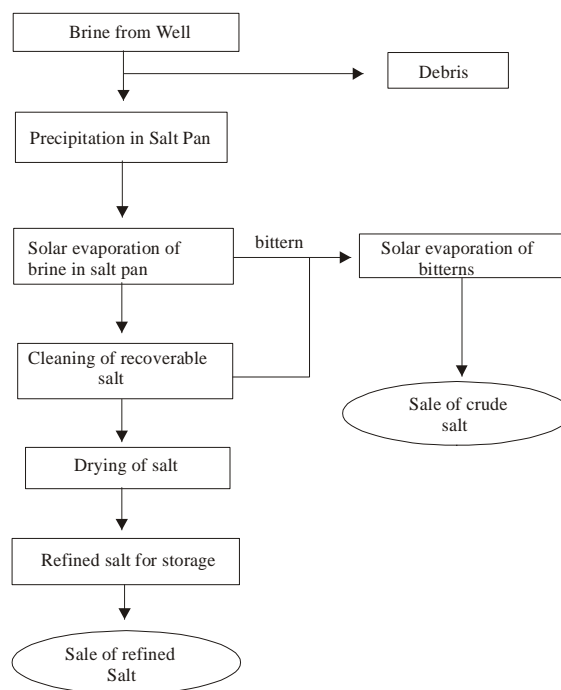 Brine from Well
Debris
Precipitation in Salt Pan
Solar evaporation of
brine in salt pan
bittern
Solar evaporation of
bitterns
Cleaning of recoverable
salt
Sale of crude
salt
Drying of salt
Refined salt for storage
Sale of refined
Salt